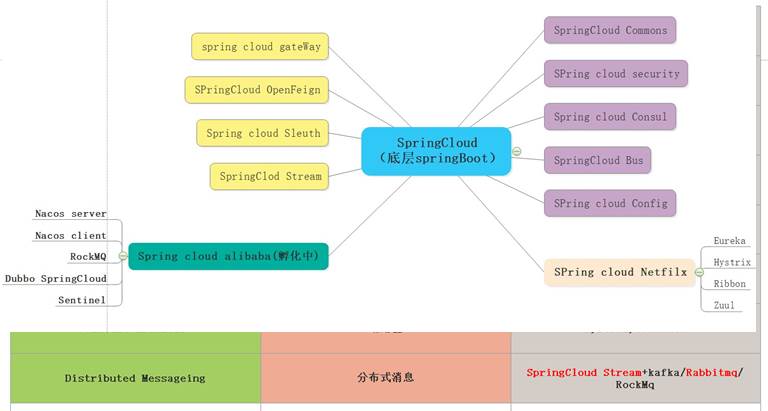 spring cloud gateWay
SPringCloud OpenFeign
Spring cloud Sleuth
SpringClod Stream
SpringCloud
(底层springBoot)
SpringCloud Commons
SPring cloud security
Spring cloud Consul
SpringCloud Bus
SPring cloud Config
Nacos server
Nacos client
RockMQ
Dubbo SpringCloud
Sentinel
Spring cloud alibaba(孵化中)
SPring cloud Netfilx
Eureka
Hystrix
Ribbon
Zuul
Distributed Messageing
分布式消息
SpringCloud Stream+kafka/Rabbitmq/
RockMq